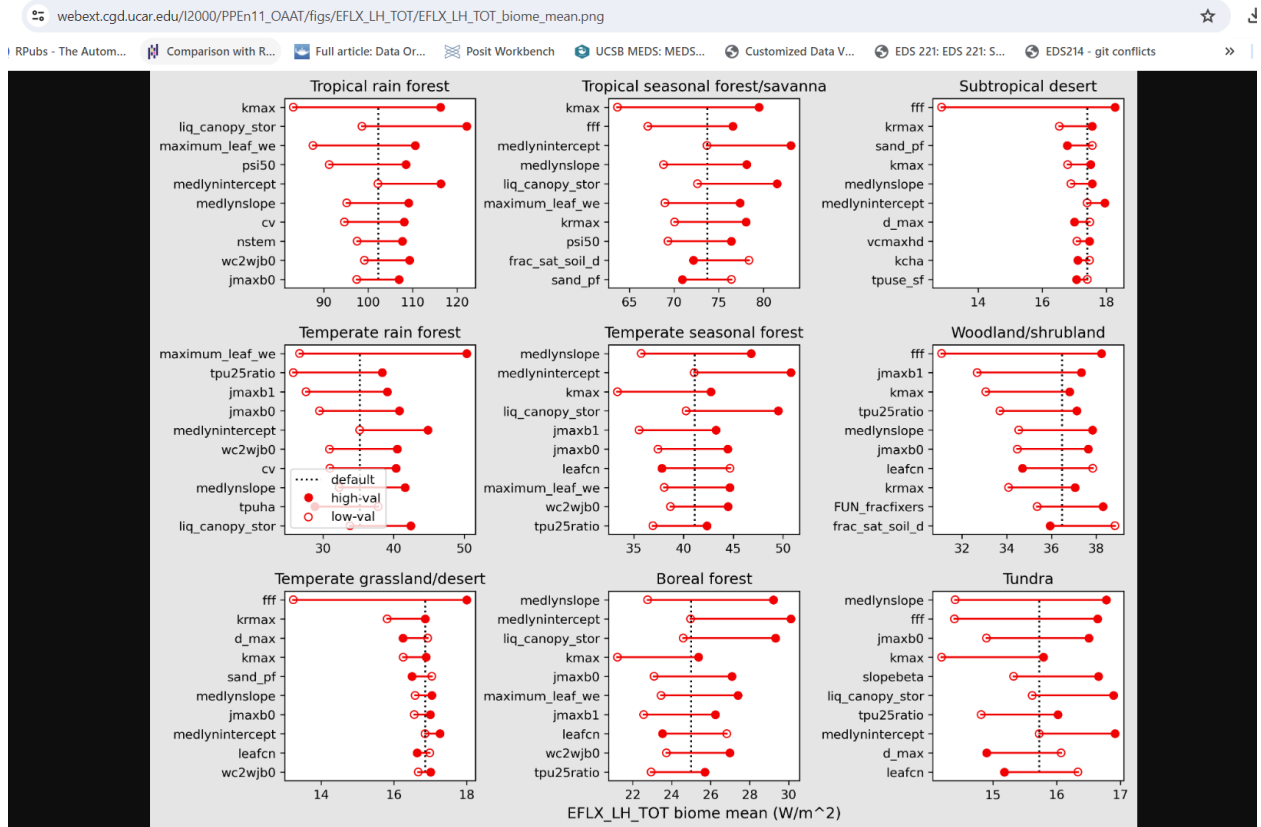 webext.cgd.ucar.edu/I2000/PPEn11_OAAT/figs/EFLX_LH_TOT/EFLX_LH_TOT_biome_mean.png
RPubs - The Autom... Comparison with R... Full article: Data Or... Posit Workbench UCSB MEDS: MEDS... Customized Data V... EDS 221: EDS 221: S... EDS214 - git conflicts »
Tropical rain forest
kmax
liq_canopy_stor
maximum_leaf_we
psi50
medlynintercept
medlynslope
cv
nstem
wc2wjb0
jmaxb0
90 100 110 120
Tropical seasonal forest/savanna
kmax
fff
medlynintercept
medlynslope
liq_canopy_stor
maximum_leaf_we
krmax
psi50
frac_sat_soil_d
sand_pf
65 70 75 80
Subtropical desert
fff
krmax
sand_pf
kmax
medlynslope
medlynintercept
d_max
vcmaxhd
kcha
tpuse_sf
14 16 18
Temperate rain forest
maximum_leaf_we
tpu25ratio
jmaxb1
jmaxb0
medlynintercept
wc2wjb0
cv
medlynslope
tpuha
liq_canopy_stor
default
high-val
low-val
30 40 50
Temperate seasonal forest
medlynslope
medlynintercept
kmax
liq_canopy_stor
jmaxb1
jmaxb0
leafcn
maximum_leaf_we
wc2wjb0
tpu25ratio
35 40 45 50
Woodland/shrubland
fff
jmaxb1
kmax
tpu25ratio
medlynslope
jmaxb0
leafcn
krmax
FUN_fracfixers
frac_sat_soil_d
32 34 36 38
Temperate grassland/desert
fff
krmax
d_max
kmax
sand_pf
medlynslope
jmaxb0
medlynintercept
leafcn
wc2wjb0
14 16 18
Boreal forest
medlynslope
medlynintercept
liq_canopy_stor
kmax
jmaxb0
maximum_leaf_we
jmaxb1
leafcn
wc2wjb0
tpu25ratio
22 24 26 28 30
Tundra
medlynslope
fff
jmaxb0
kmax
slopebeta
liq_canopy_stor
tpu25ratio
medlynintercept
d_max
leafcn
15 16 17
EFLX_LH_TOT biome mean (W/m^2)